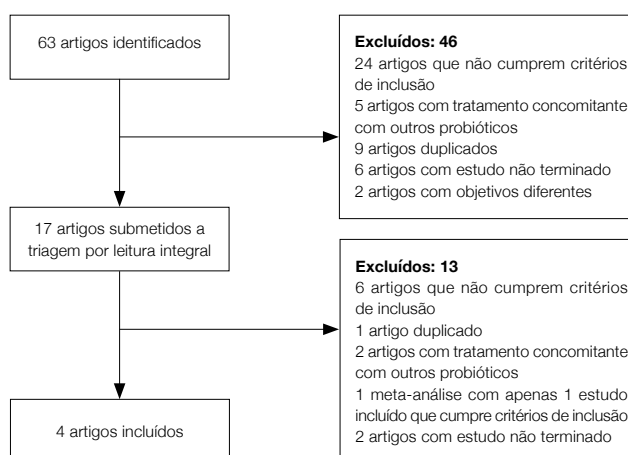 63 artigos identificados
Excluídos: 46
24 artigos que não cumprem critérios
de inclusão
5 artigos com tratamento concomitante
com outros probióticos
9 artigos duplicados
6 artigos com estudo não terminado
2 artigos com objetivos diferentes
17 artigos submetidos a
triagem por leitura integral
Excluídos: 13
6 artigos que não cumprem critérios
de inclusão
1 artigo duplicado
2 artigos com tratamento concomitante
com outros probióticos
1 meta-análise com apenas 1 estudo
incluído que cumpre critérios de inclusão
2 artigos com estudo não terminado
4 artigos incluídos